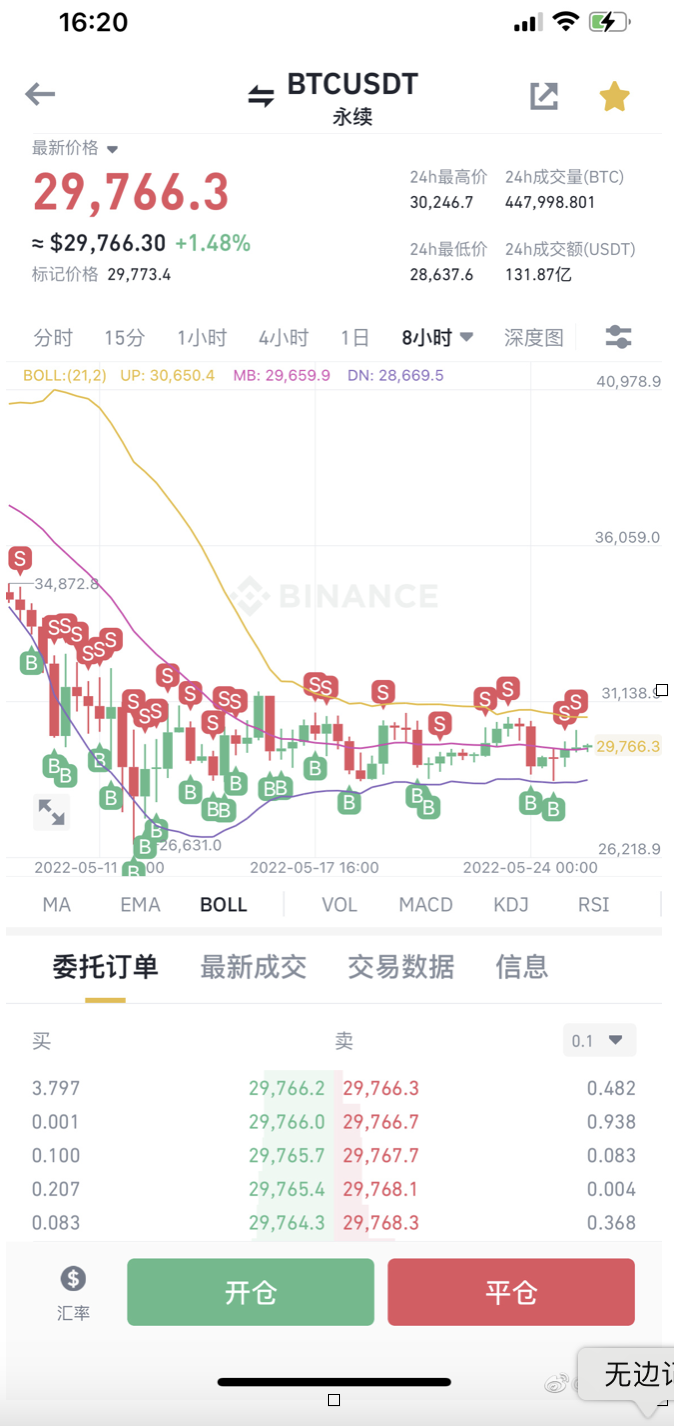 16:20
BTCUSDT
永续
最新价格
29,766.3
≈ $29,766.30 +1.48%
标记价格 29,773.4
24h最高价 24h成交量(BTC)
30,246.7 447,998.801
24h最低价 24h成交额(USDT)
28,637.6 131.87亿
分时 15分 1小时 4小时 1日 8小时 深度图
BOLL:(21,2) UP: 30,650.4 MB: 29,659.9 DN: 28,669.5
40,978.9
36,059.0
34,872.8
BINANCE
31,138.9
29,766.3
26,631.0
26,218.9
2022-05-11 00 2022-05-17 16:00 2022-05-24 00:00
MA EMA BOLL VOL MACD KDJ RSI
委托订单 最新成交 交易数据 信息
买 卖 0.1
3.797 29,766.2 29,766.3 0.482
0.001 29,766.0 29,766.7 0.938
0.100 29,765.7 29,767.7 0.083
0.207 29,765.4 29,768.1 0.004
0.083 29,764.3 29,768.3 0.368
汇率 开仓 平仓
无边